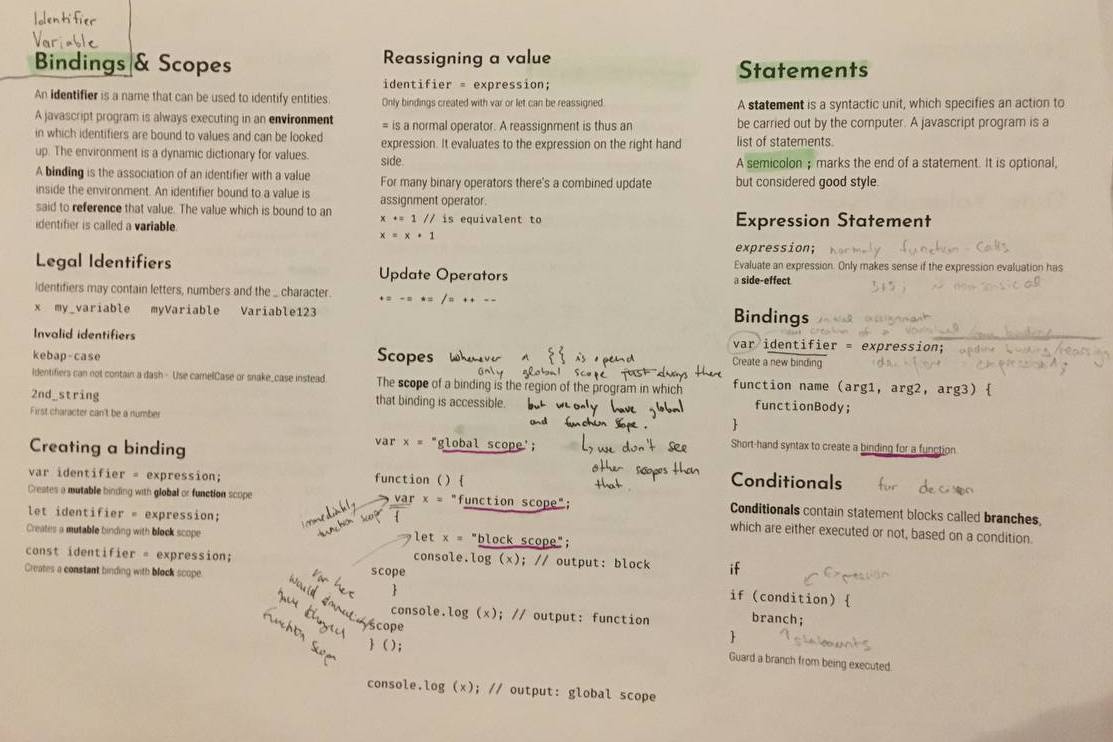 Identifier
Variable
Bindings & Scopes
An identifier is a name that can be used to identify entities.
A javascript program is always executing in an environment
in which identifiers are bound to values and can be looked
up. The environment is a dynamic dictionary for values.
A binding is the association of an identifier with a value
inside the environment. An identifier bound to a value is
said to reference that value. The value which is bound to an
identifier is called a variable.
Legal Identifiers
Identifiers may contain letters, numbers and the _ character.
x my_variable myVariable Variable123
Invalid identifiers
kebap-case
Identifiers can not contain a dash - Use camelCase or snake_case instead.
2nd_string
First character can't be a number
Creating a binding
var identifier = expression;
Creates a mutable binding with global or function scope
let identifier = expression;
Creates a mutable binding with block scope
const identifier = expression;
Creates a constant binding with block scope.
Reassigning a value
identifier = expression;
Only bindings created with var or let can be reassigned.
= is a normal operator. A reassignment is thus an
expression. It evaluates to the expression on the right hand
side.
For many binary operators there's a combined update
assignment operator.
x += 1 // is equivalent to
x = x + 1
Update Operators
+= -= *= /= ++ --
Scopes Whenever a {} is opend
only global scope just always there
The scope of a binding is the region of the program in which
that binding is accessible. but we only have global
and function scope.
var x = "global scope'; we don't see
other scopes than
that.
function () {
immediately
function scope
var x = "function scope";
{
let x = "block scope";
console.log (x); // output: block
scope
}
var here
would
function scope
console.log (x); // output: function
scope
} ();
console.log (x); // output: global scope
Statements
A statement is a syntactic unit, which specifies an action to
be carried out by the computer. A javascript program is a
list of statements.
A semicolon ; marks the end of a statement. It is optional,
but considered good style.
Expression Statement
expression; normaly function-calls
Evaluate an expression. Only makes sense if the expression evaluation has
a side-effect. 3+5; nonsensical
Bindings initial assignment
new creation of a
var identifier = expression; update binding/reassign
Create a new binding identifier = expression;
function name (arg1, arg2, arg3) {
functionBody;
}
Short-hand syntax to create a binding for a function.
Conditionals for decision
Conditionals contain statement blocks called branches,
which are either executed or not, based on a condition.
if
Expression
if (condition) {
branch;
} statements
Guard a branch from being executed.